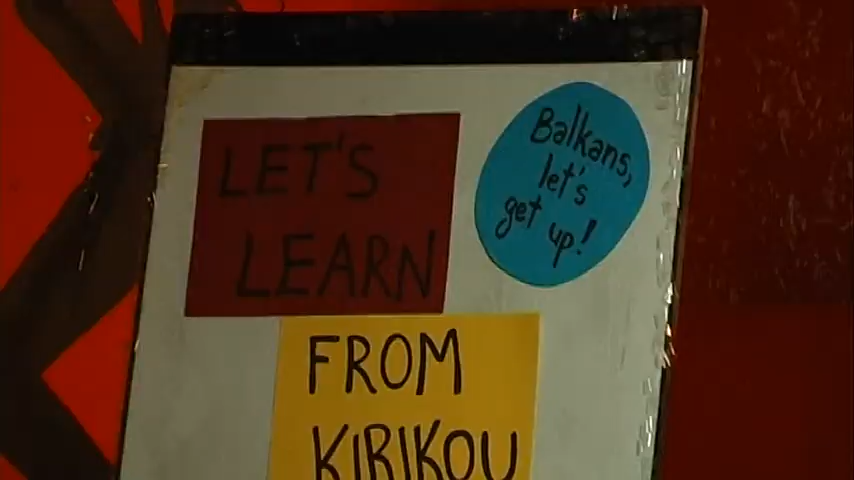 LET'S
LEARN
Balkans,
let's
get up!
FROM
KIRIKOU